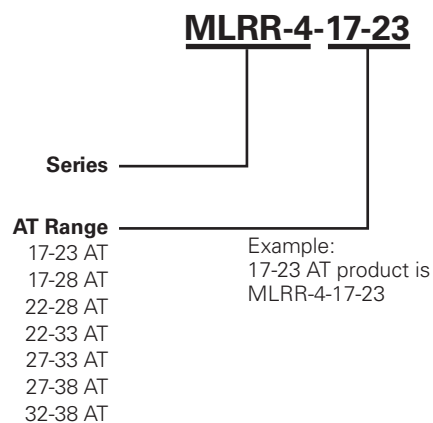 MLRR-4-17-23
Series
AT Range
17-23 AT
17-28 AT
22-28 AT
22-33 AT
27-33 AT
27-38 AT
32-38 AT
Example:
17-23 AT product is
MLRR-4-17-23